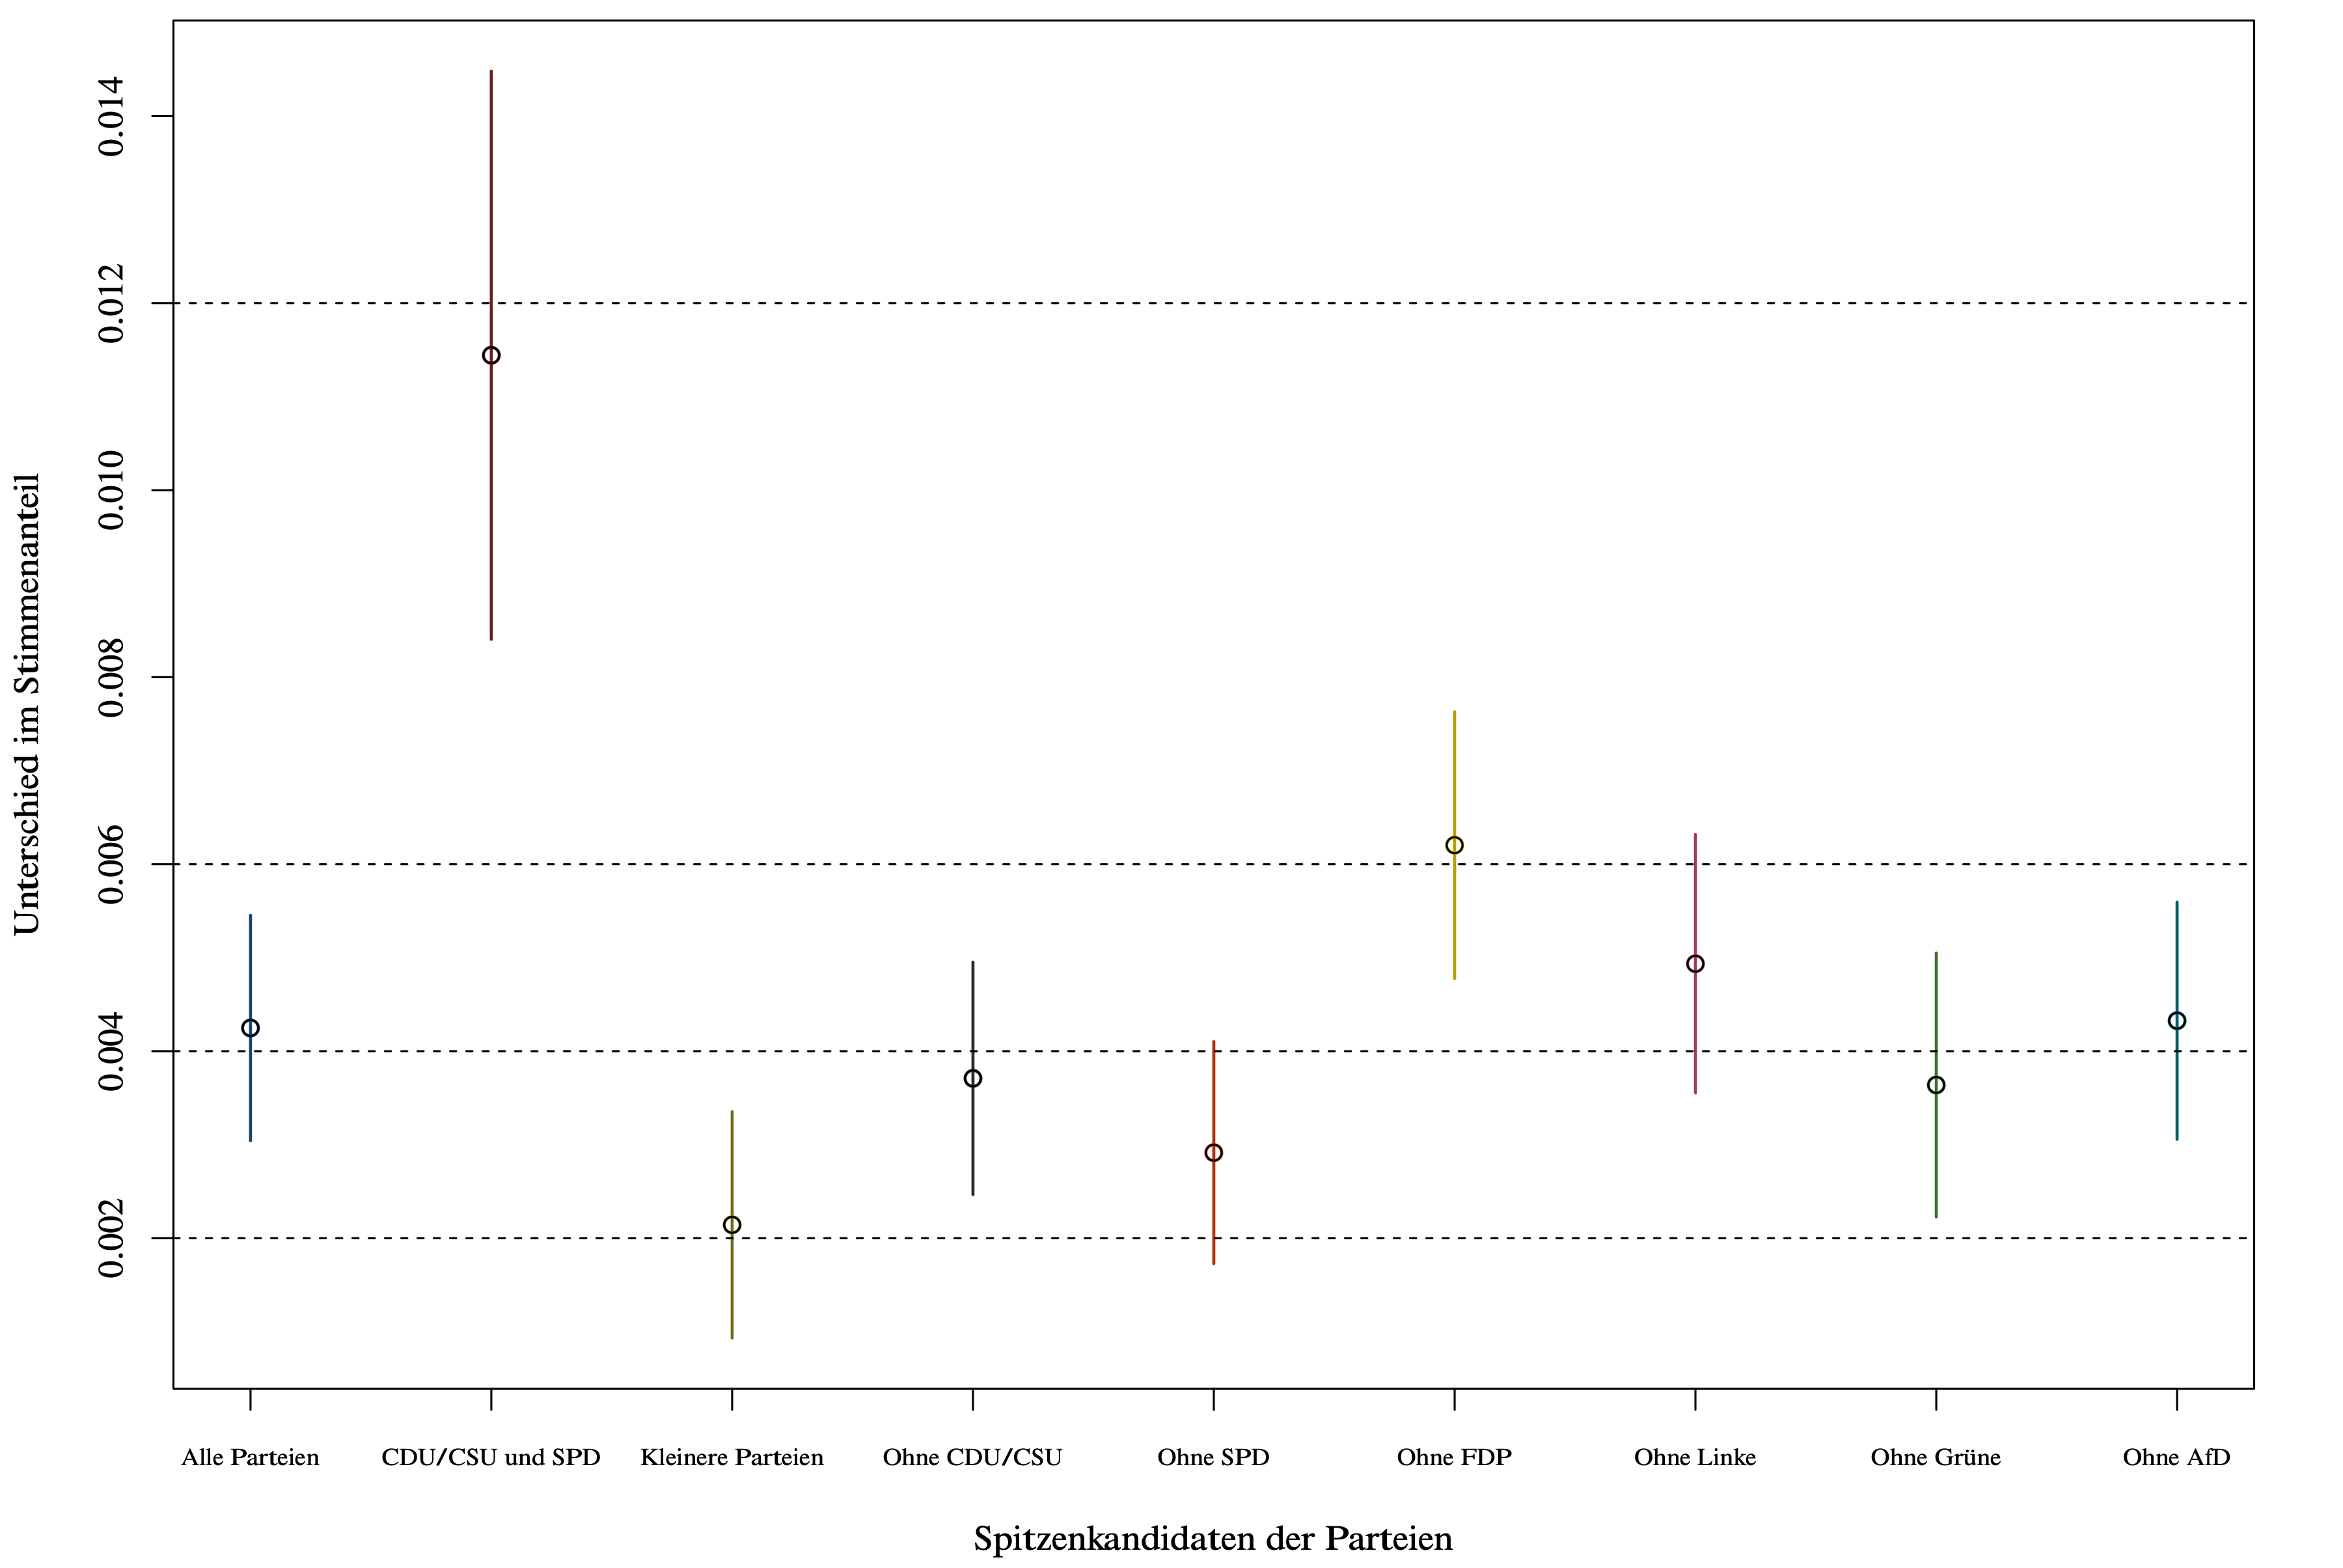 Unterschied im Stimmenanteil
0.014
0.012
0.010
0.008
0.006
0.004
0.002
Alle Parteien
CDU/CSU und SPD
Kleinere Parteien
Ohne CDU/CSU
Ohne SPD
Ohne FDP
Ohne Linke
Ohne Grüne
Ohne AfD
Spitzenkandidaten der Parteien